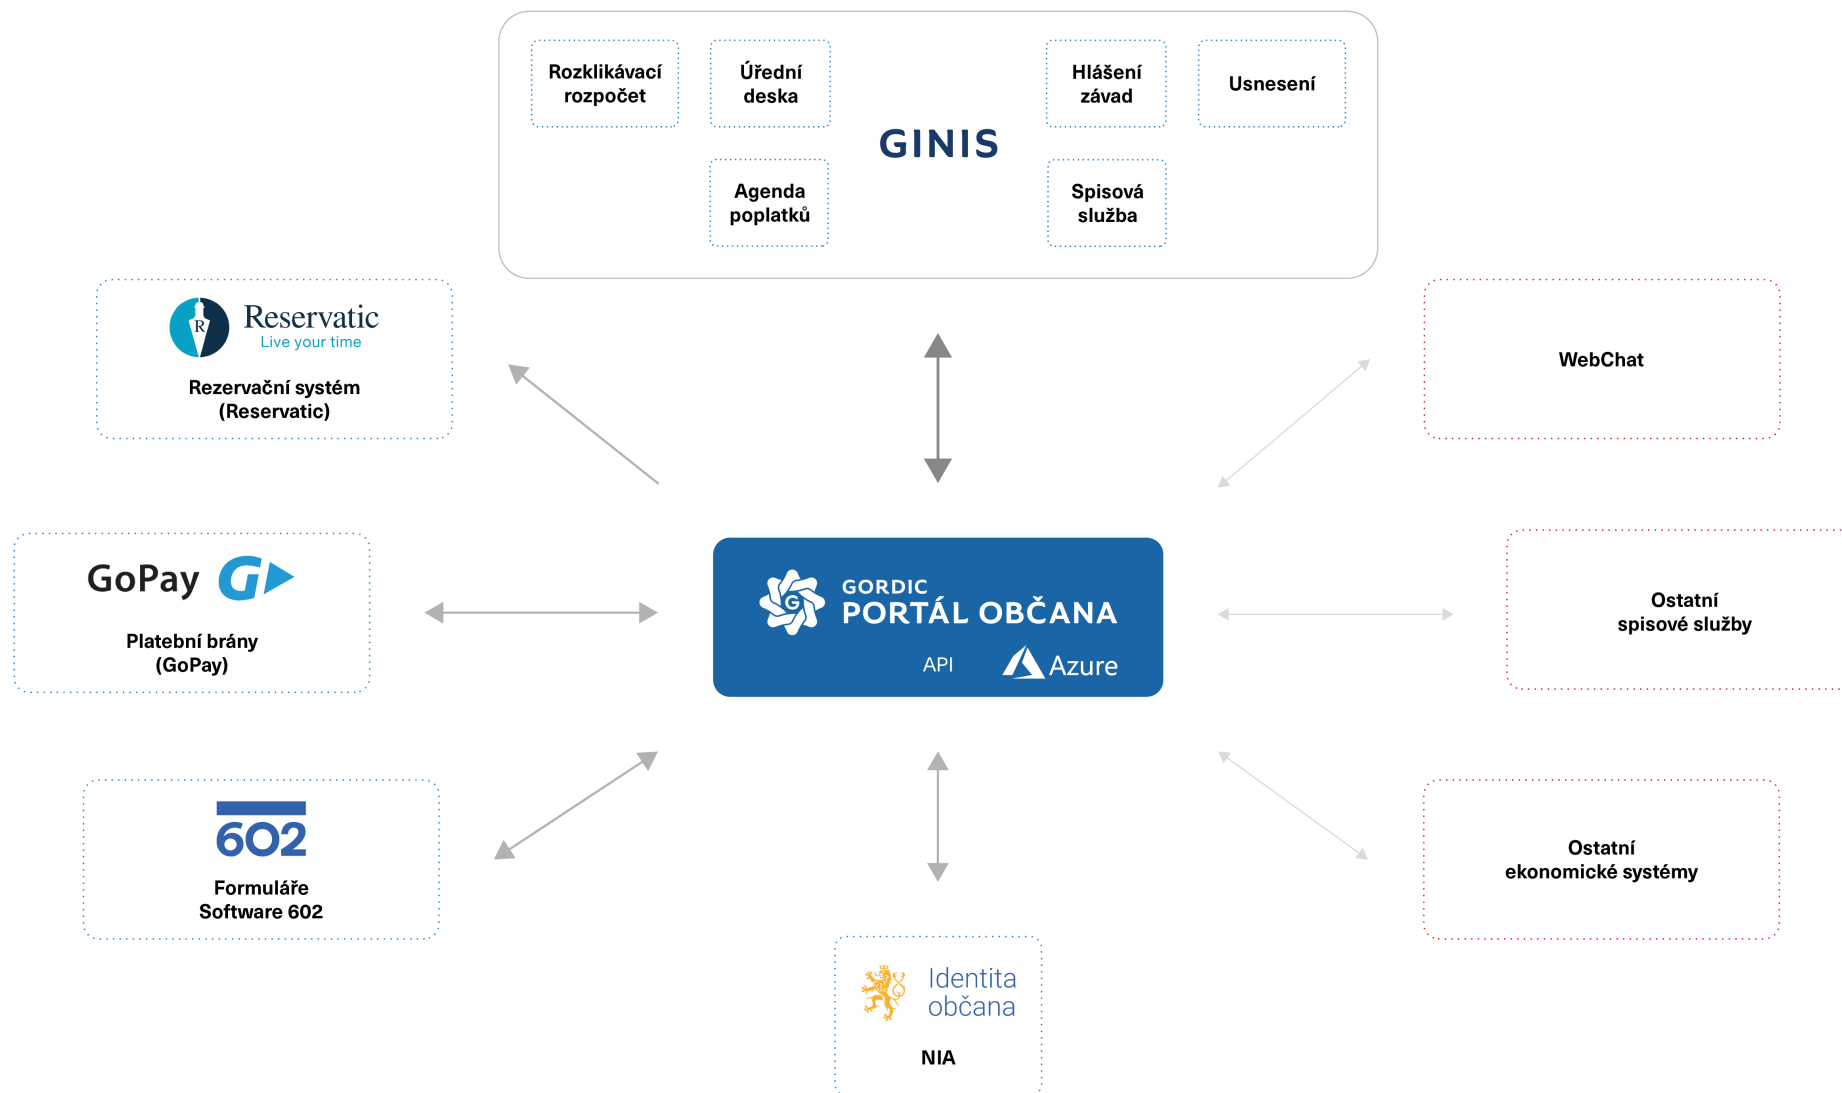 Rozklikávací
rozpočet
Úřední
deska
Hlášení
závad
Usnesení
GINIS
Agenda
poplatků
Spisová
služba
R
Reservatic
Live your time
Rezervační systém
(Reservatic)
WebChat
GoPay G
Platební brány
(GoPay)
G
GORDIC
PORTÁL OBČANA
API
Azure
Ostatní
spisové služby
602
Formuláře
Software 602
Ostatní
ekonomické systémy
Identita
občana
NIA